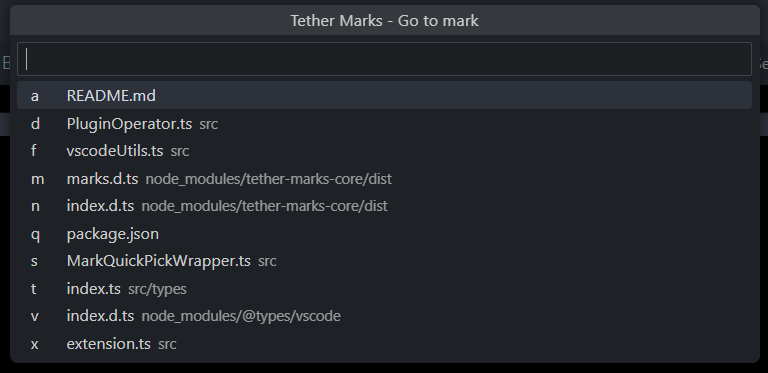 Tether Marks - Go to mark
a README.md
d PluginOperator.ts src
f vscodeUtils.ts src
m marks.d.ts node_modules/tether-marks-core/dist
n index.d.ts node_modules/tether-marks-core/dist
q package.json
s MarkQuickPickWrapper.ts src
t index.ts src/types
v index.d.ts node_modules/@types/vscode
x extension.ts src